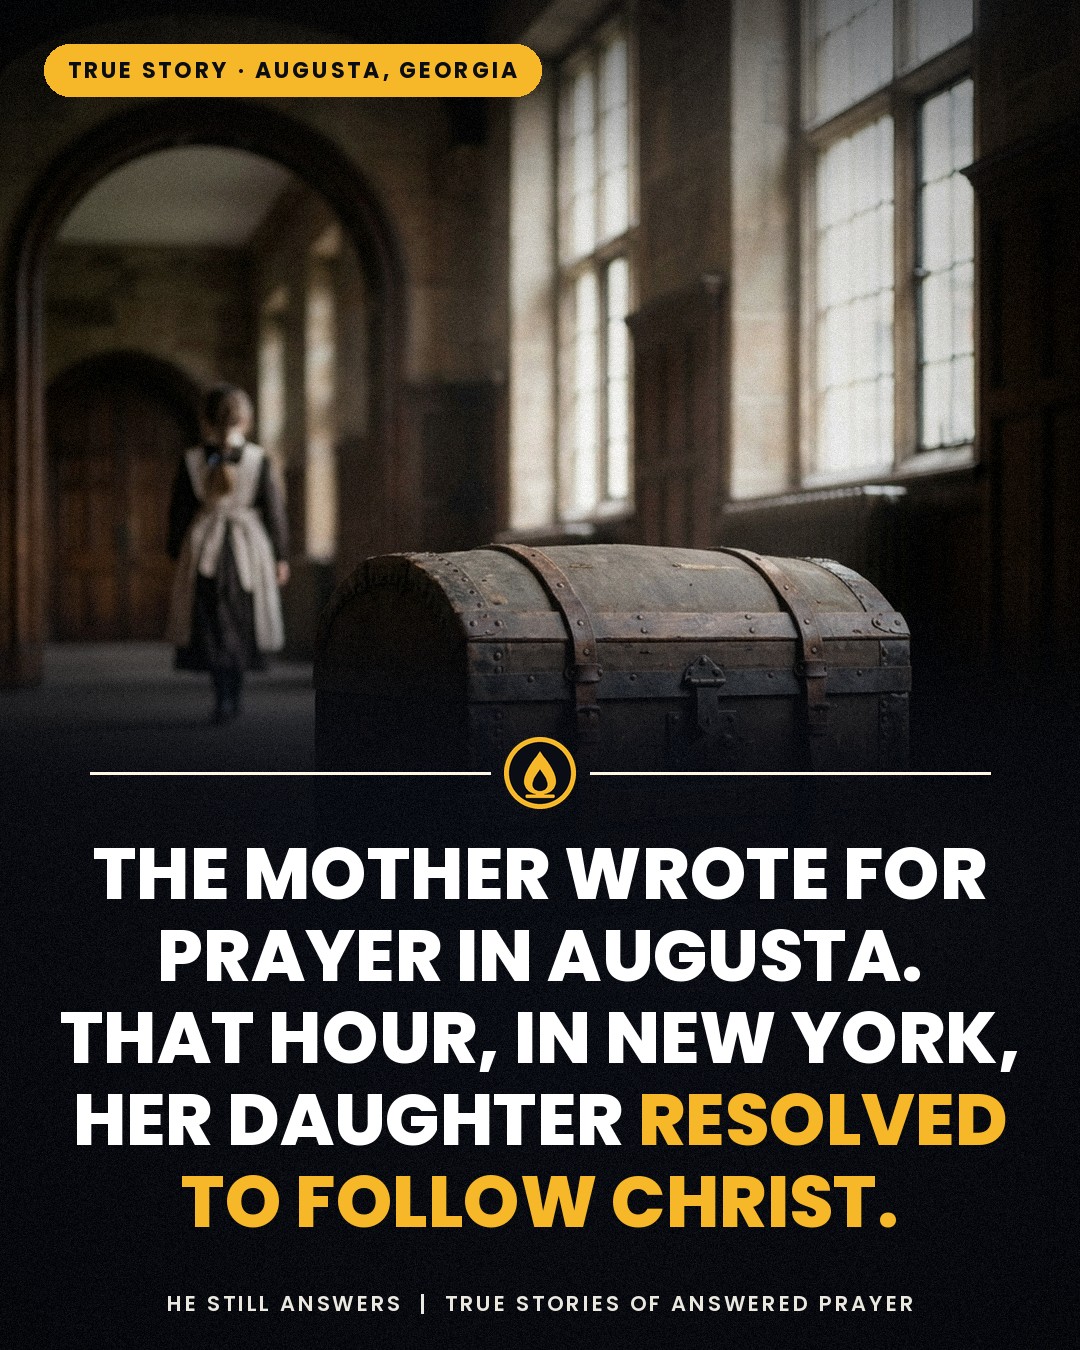 TRUE STORY · AUGUSTA, GEORGIA
THE MOTHER WROTE FOR
PRAYER IN AUGUSTA.
THAT HOUR, IN NEW YORK,
HER DAUGHTER RESOLVED
TO FOLLOW CHRIST.
HE STILL ANSWERS | TRUE STORIES OF ANSWERED PRAYER